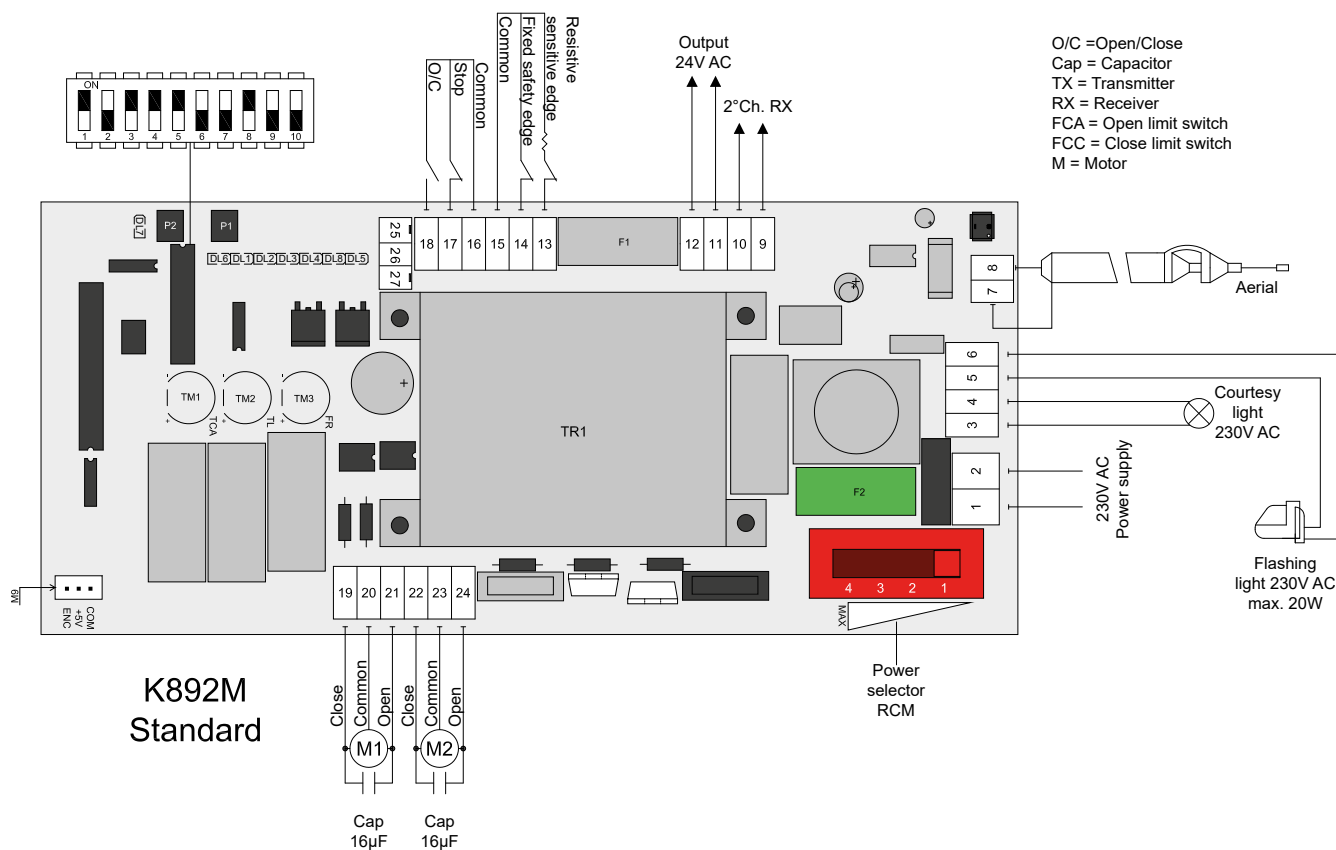 ON
1 2 3 4 5 6 7 8 9 10
O/C
Stop
Common
Common
Fixed safety edge
Resistive
sensitive edge
Output
24V AC
2°Ch. RX
O/C =Open/Close
Cap = Capacitor
TX = Transmitter
RX = Receiver
FCA = Open limit switch
FCC = Close limit switch
M = Motor
DL7
P2
P1
DL6 DL1 DL2 DL3 DL4 DL8 DL5
25
26
27
18 17 16 15 14 13
F1
12 11 10 9
8
7
Aerial
6
5
4
3
Courtesy
light
230V AC
2
1
230V AC
Power supply
Flashing
light 230V AC
max. 20W
TM1
TCA
TM2
TL
TM3
FR
TR1
F2
4 3 2 1
MAX
Power
selector
RCM
M9
COM
+5V
ENC
19 20 21 22 23 24
K892M
Standard
Close
Common
Open
Close
Common
Open
M1
M2
Cap
16µF
Cap
16µF